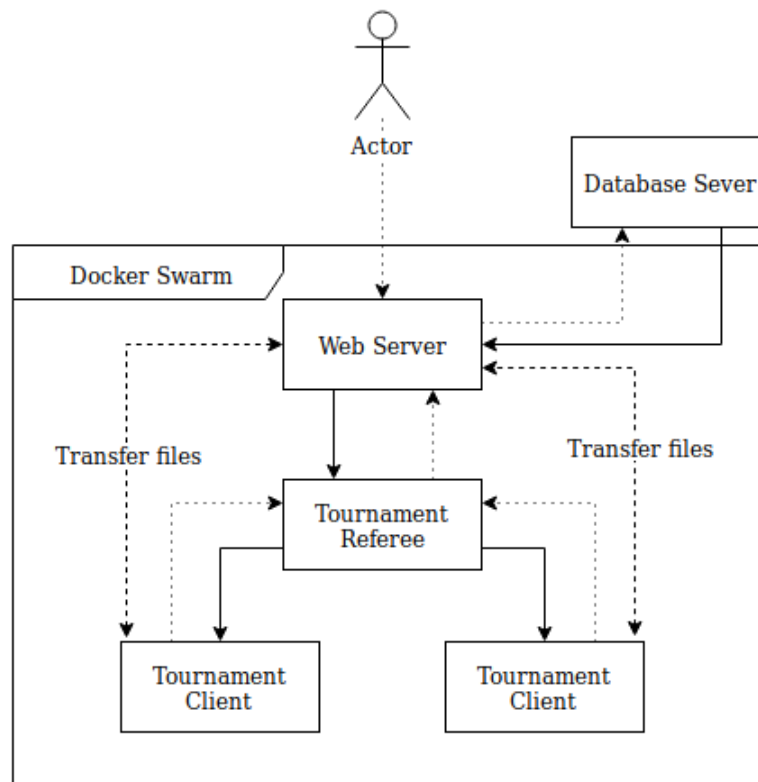 Actor
Database Sever
Docker Swarm
Web Server
Transfer files
Transfer files
Tournament
Referee
Tournament
Client
Tournament
Client